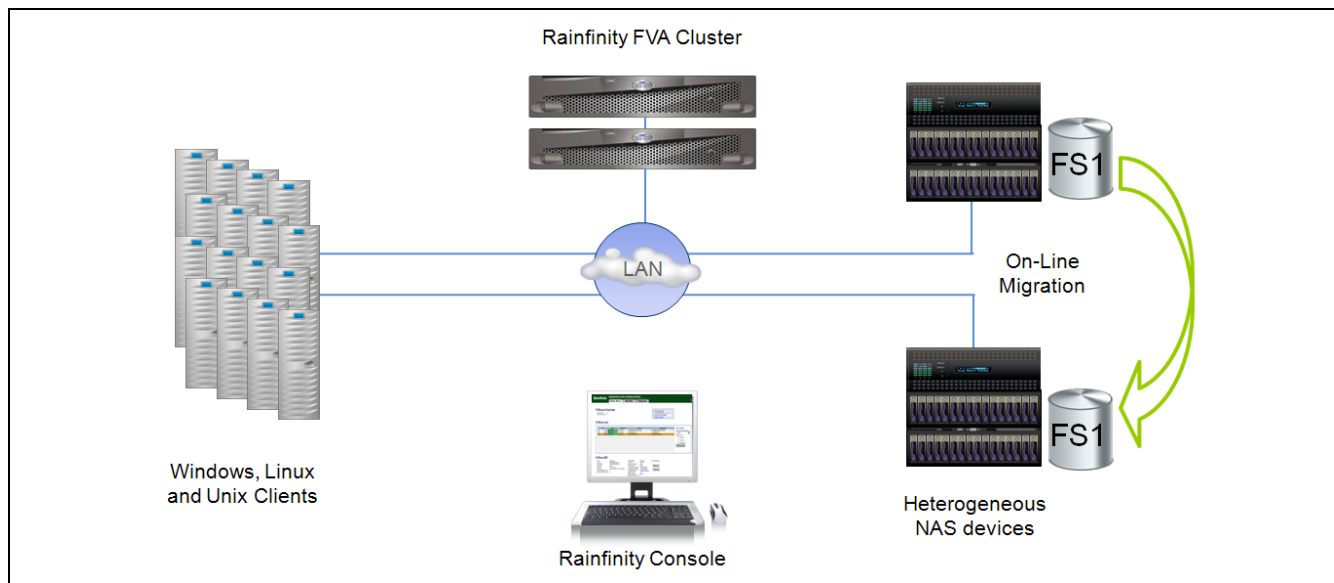 Rainfinity FVA Cluster
FS1
LAN
On-Line
Migration
FS1
Windows, Linux
and Unix Clients
Heterogeneous
NAS devices
Rainfinity Console